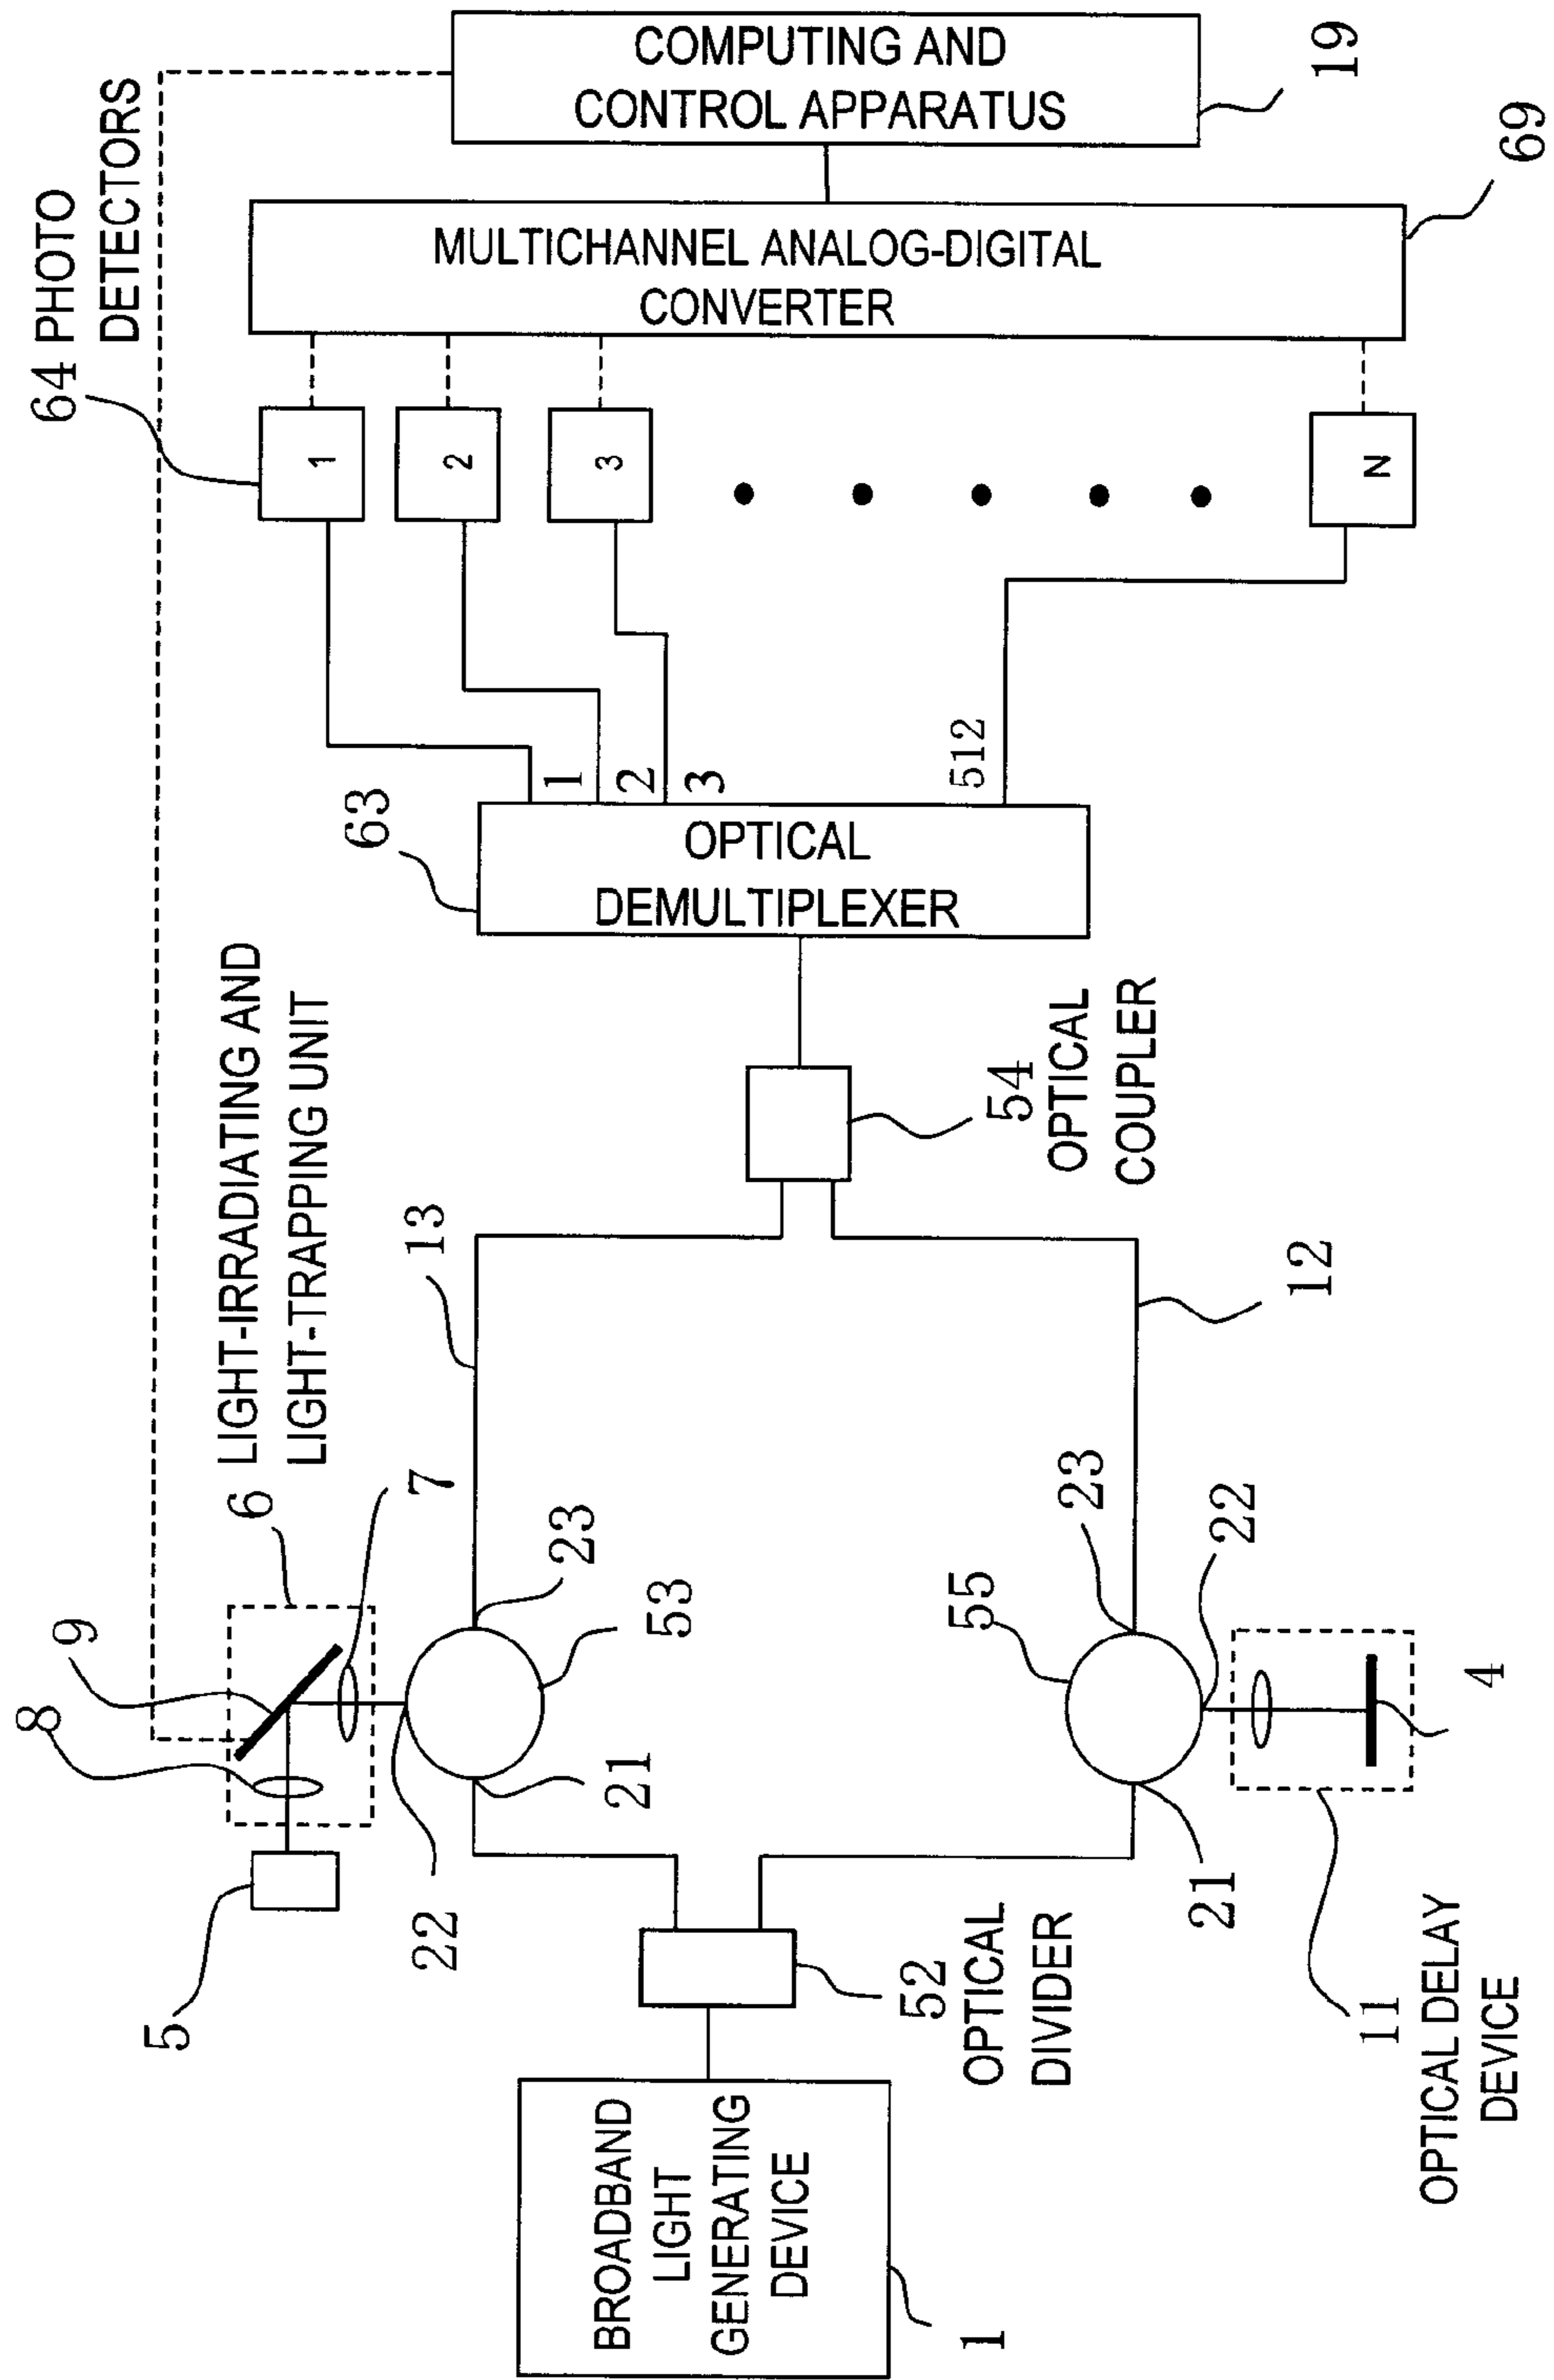 BROADBAND
LIGHT
GENERATING
DEVICE
1
52
OPTICAL
DIVIDER
5
8
9
6 LIGHT-IRRADIATING AND
LIGHT-TRAPPING UNIT
7
22
21
23
53
13
55
21
23
22
12
4
11
OPTICAL DELAY
DEVICE
54
OPTICAL
COUPLER
63
OPTICAL
DEMULTIPLEXER
1
2
3
512
64 PHOTO
DETECTORS
1
2
3
N
MULTICHANNEL ANALOG-DIGITAL
CONVERTER
69
COMPUTING AND
CONTROL APPARATUS
19